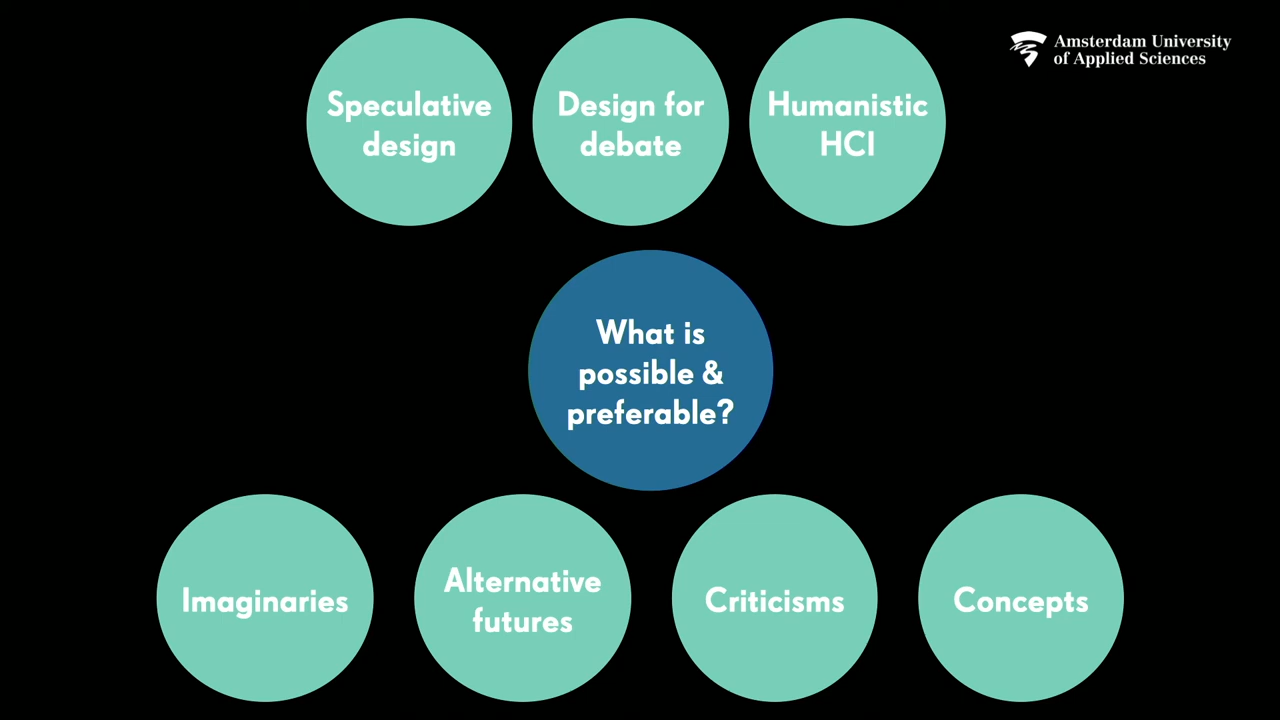 Amsterdam University
of Applied Sciences
Speculative
design
Design for
debate
Humanistic
HCI
What is
possible &
preferable?
Imaginaries
Alternative
futures
Criticisms
Concepts